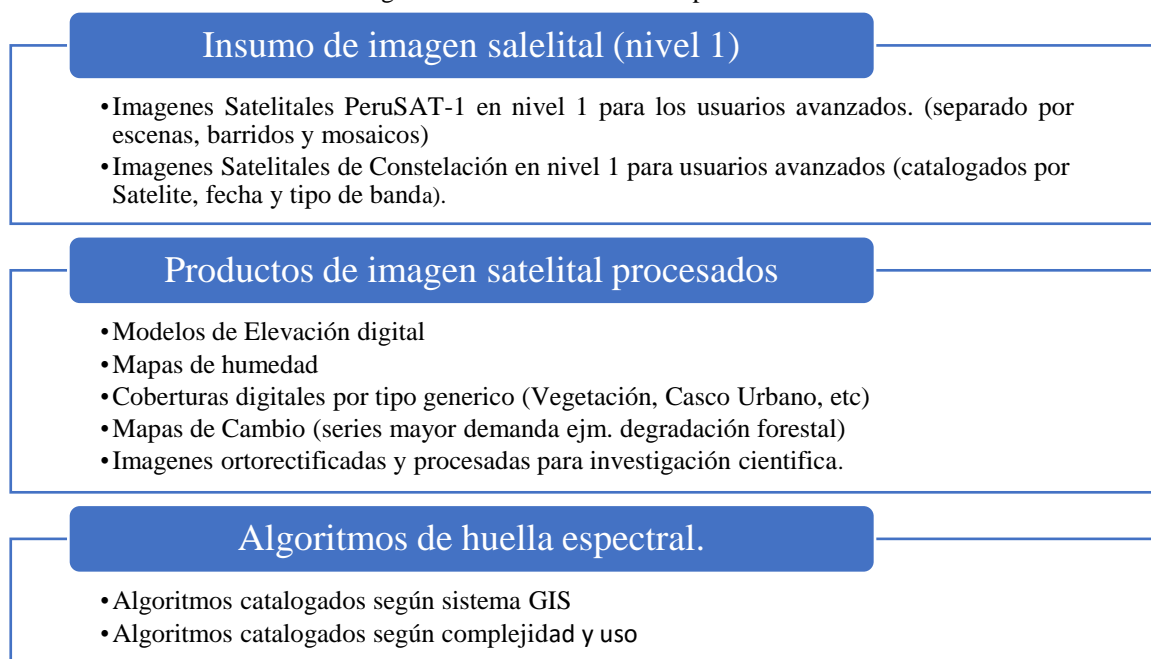 Insumo de imagen salelital (nivel 1)
•Imagenes Satelitales PeruSAT-1 en nivel 1 para los usuarios avanzados. (separado por
escenas, barridos y mosaicos)
•Imagenes Satelitales de Constelación en nivel 1 para usuarios avanzados (catalogados por
Satelite, fecha y tipo de banda).
Productos de imagen satelital procesados
•Modelos de Elevación digital
•Mapas de humedad
•Coberturas digitales por tipo generico (Vegetación, Casco Urbano, etc)
•Mapas de Cambio (series mayor demanda ejm. degradación forestal)
•Imagenes ortorectificadas y procesadas para investigación cientifica.
Algoritmos de huella espectral.
•Algoritmos catalogados según sistema GIS
•Algoritmos catalogados según complejidad y uso